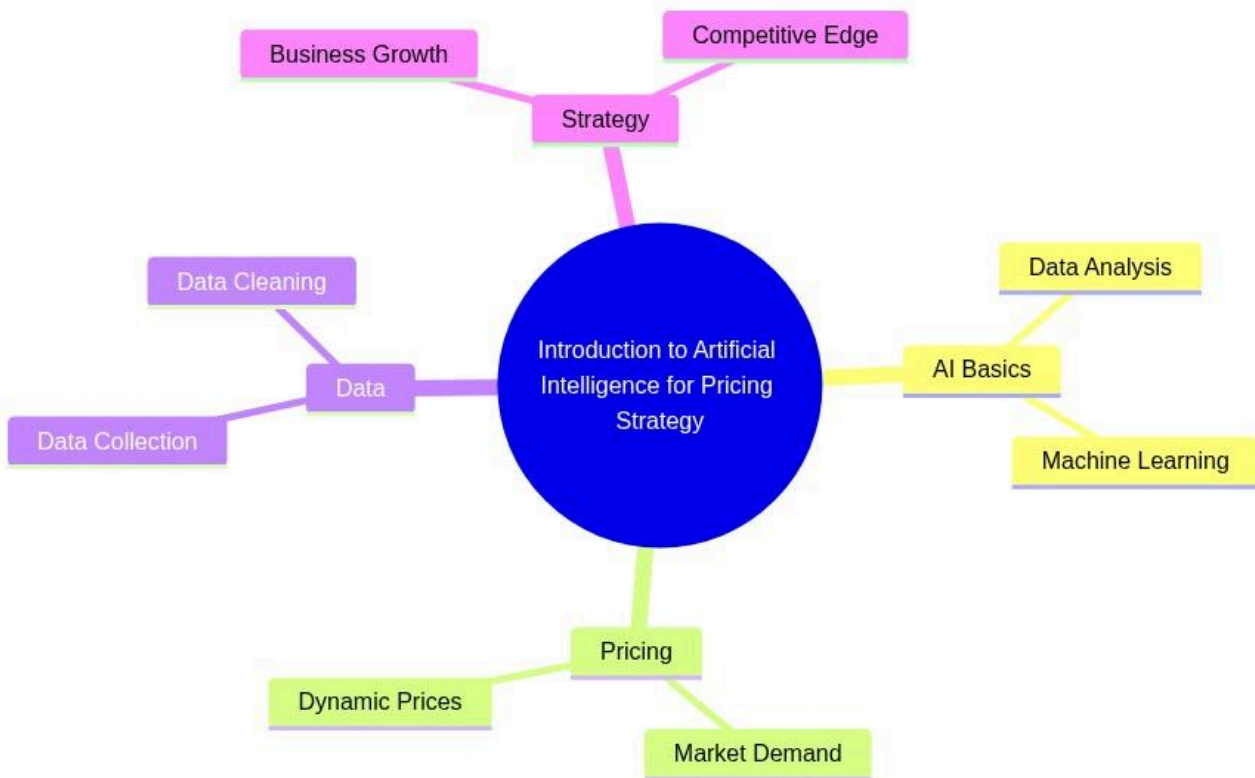 Competitive Edge
Business Growth
Strategy
Data Cleaning
Data
Data Collection
Introduction to Artificial
Intelligence for Pricing
Strategy
Data Analysis
AI Basics
Machine Learning
Pricing
Dynamic Prices
Market Demand